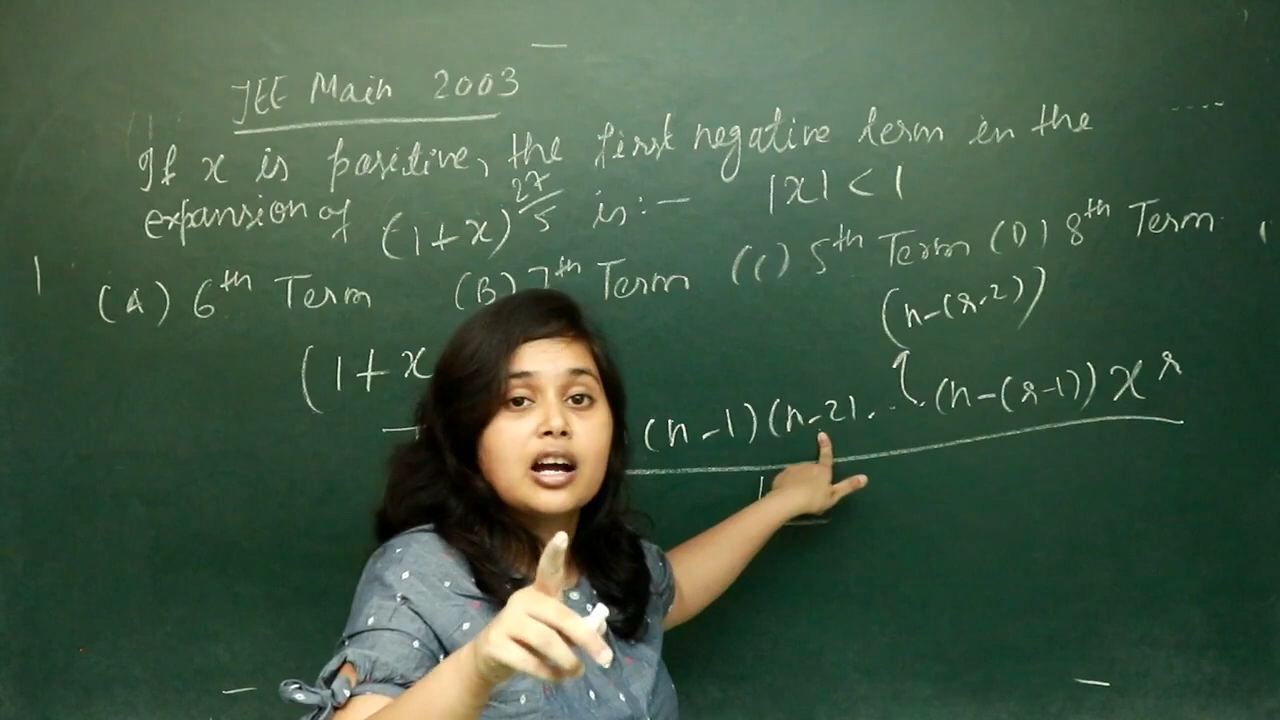 JEE Main 2003
If x is positive, the first negative term in the
expansion of (1+x)^27/5 is:- |x| < 1
(A) 6th Term (B) 7th Term (C) 5th Term (D) 8th Term
(n-(r-2))
(1+x
(n-1)(n-2)....(n-(r-1)) x^r